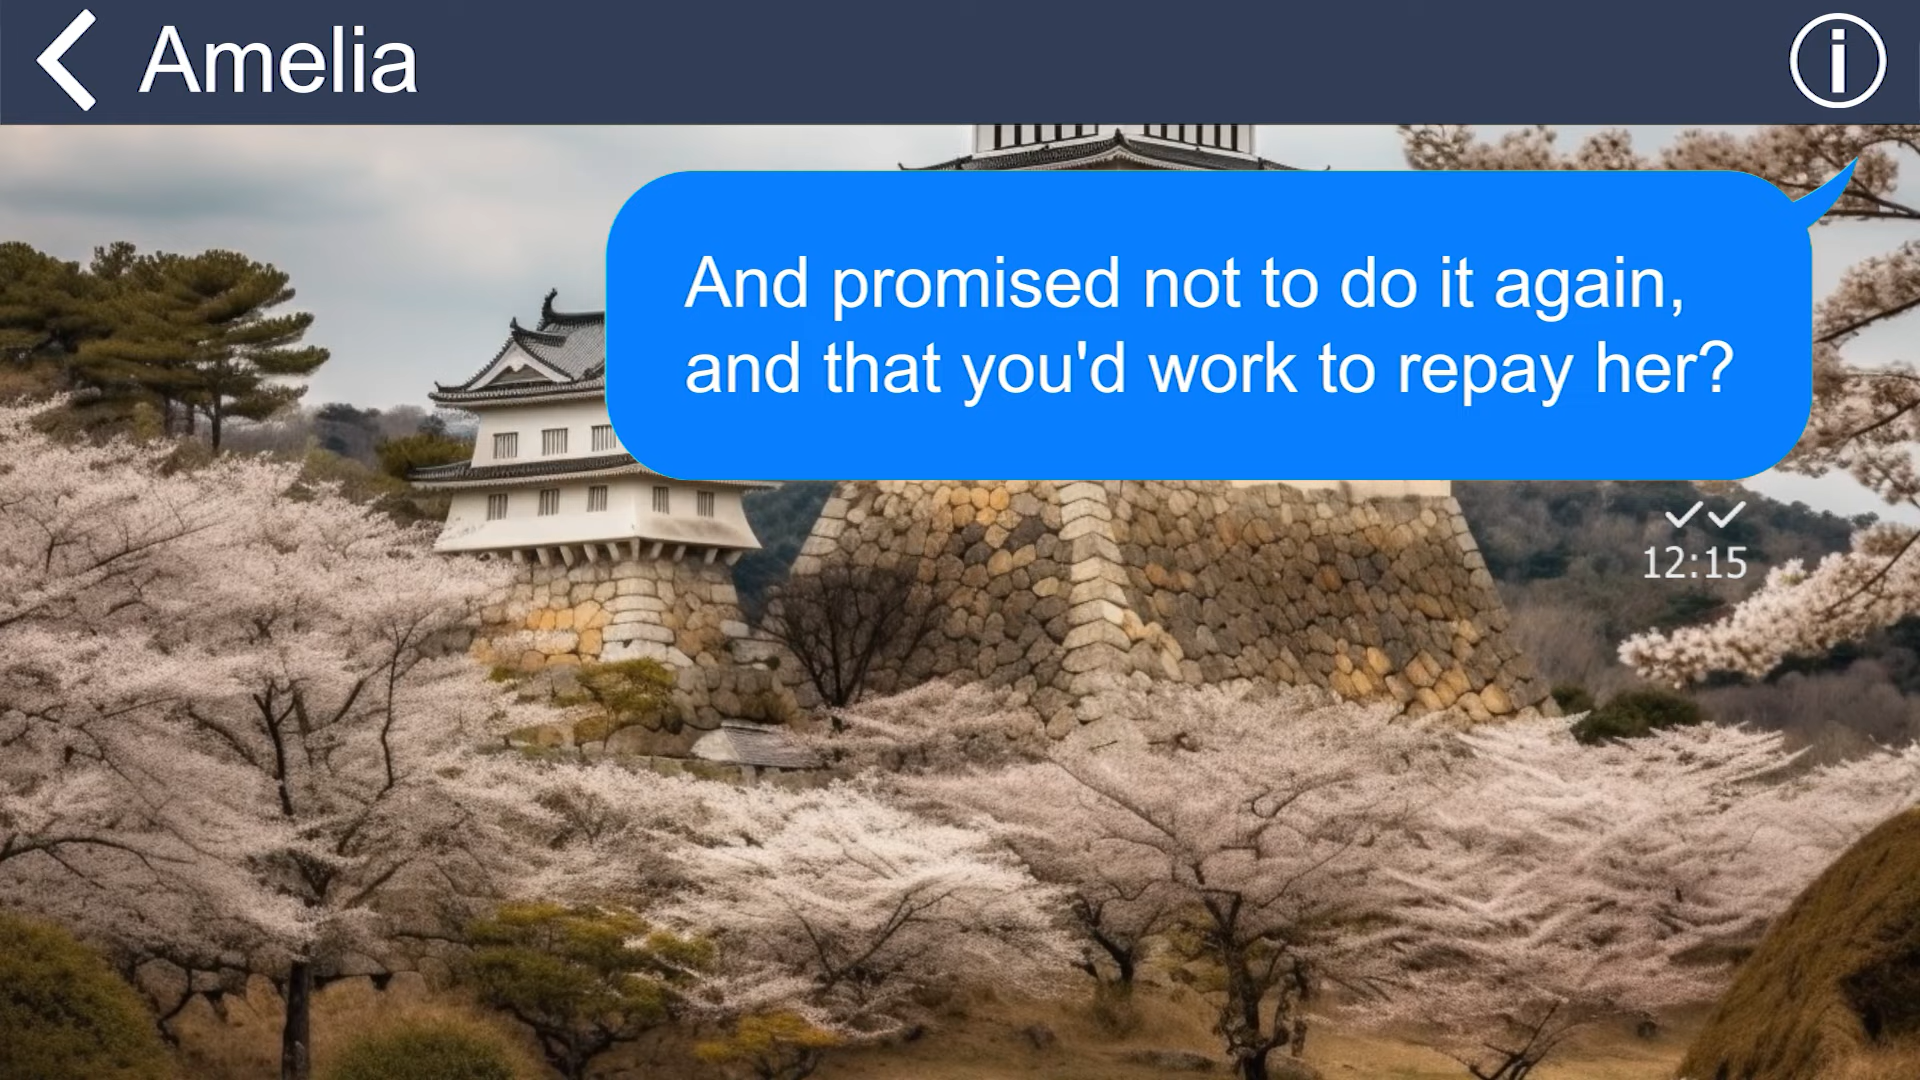 Amelia
And promised not to do it again,
and that you'd work to repay her?
12:15